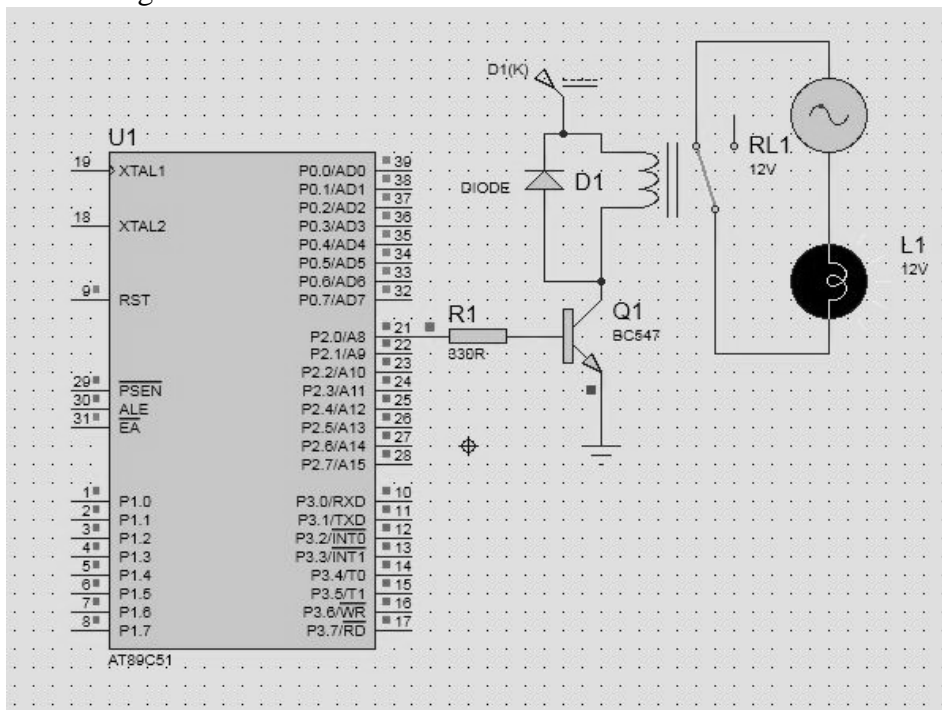 D1(K)
U1
19
XTAL1
18
XTAL2
9
RST
29
PSEN
30
ALE
31
EA
1
P1.0
2
P1.1
3
P1.2
4
P1.3
5
P1.4
6
P1.5
7
P1.6
8
P1.7
P0.0/AD0
39
P0.1/AD1
38
P0.2/AD2
37
P0.3/AD3
36
P0.4/AD4
35
P0.5/AD5
34
P0.6/AD6
33
P0.7/AD7
32
P2.0/A8
21
P2.1/A9
22
P2.2/A10
23
P2.3/A11
24
P2.4/A12
25
P2.5/A13
26
P2.6/A14
27
P2.7/A15
28
P3.0/RXD
10
P3.1/TXD
11
P3.2/INT0
12
P3.3/INT1
13
P3.4/T0
14
P3.5/T1
15
P3.6/WR
16
P3.7/RD
17
AT89C51
DIODE
D1
RL1
12V
L1
12V
R1
330R
Q1
BC547